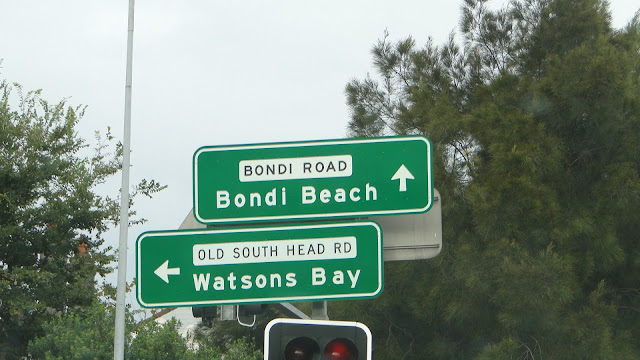 BONDI ROAD
Bondi Beach
OLD SOUTH HEAD RD
Watsons Bay